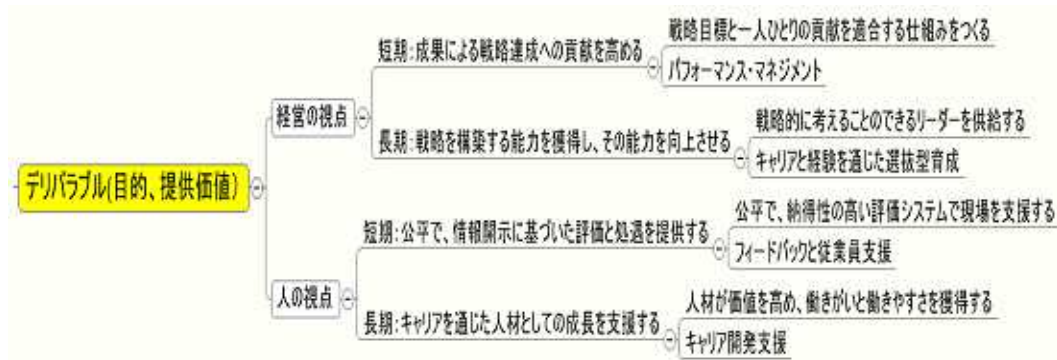 デリバラブル(目的、提供価値)
経営の視点
短期:成果による戦略達成への貢献を高める
戦略目標と一人ひとりの貢献を適合する仕組みをつくる
パフォーマンス・マネジメント
長期:戦略を構築する能力を獲得し、その能力を向上させる
戦略的に考えることのできるリーダーを供給する
キャリアと経験を通じた選抜型育成
人の視点
短期:公平で、情報開示に基づいた評価と処遇を提供する
公平で、納得性の高い評価システムで現場を支援する
フィードバックと従業員支援
長期:キャリアを通じた人材としての成長を支援する
人材が価値を高め、働きがいと働きやすさを獲得する
キャリア開発支援